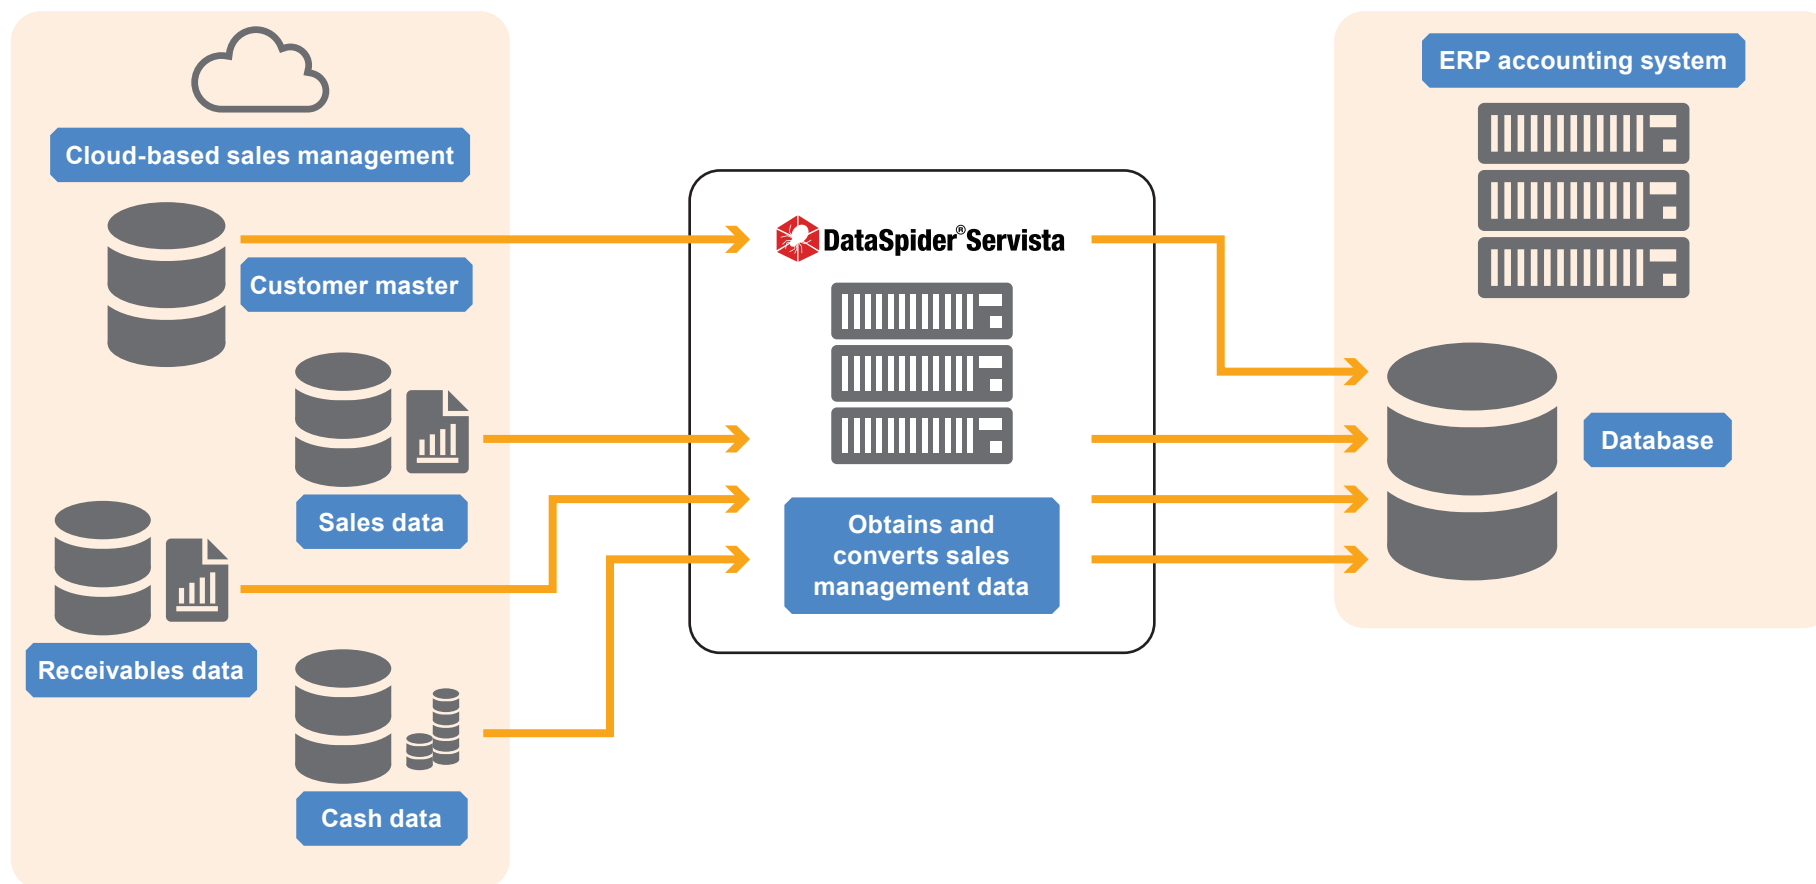 Cloud-based sales management
Customer master
Sales data
Receivables data
Cash data
DataSpider® Servista
Obtains and
converts sales
management data
ERP accounting system
Database